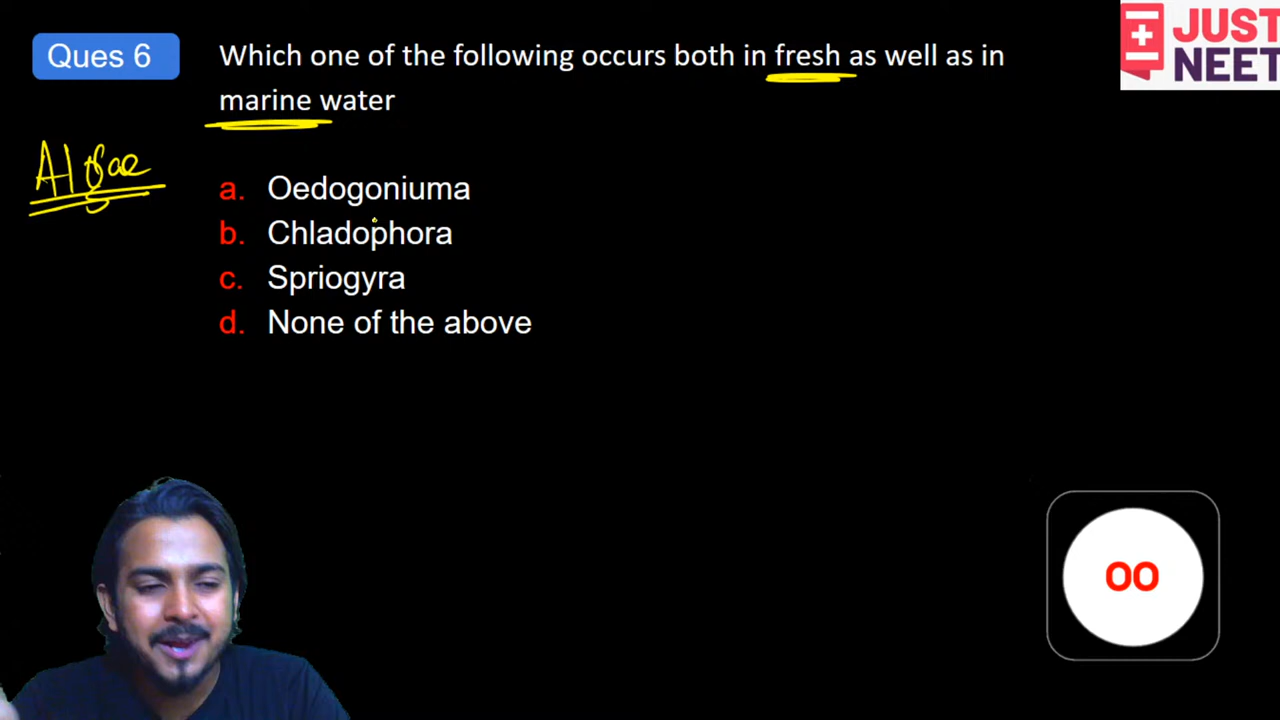 Ques 6
Which one of the following occurs both in fresh as well as in
marine water
JUST
NEET
Algae
a. Oedogoniuma
b. Chladophora
c. Spriogyra
d. None of the above
00